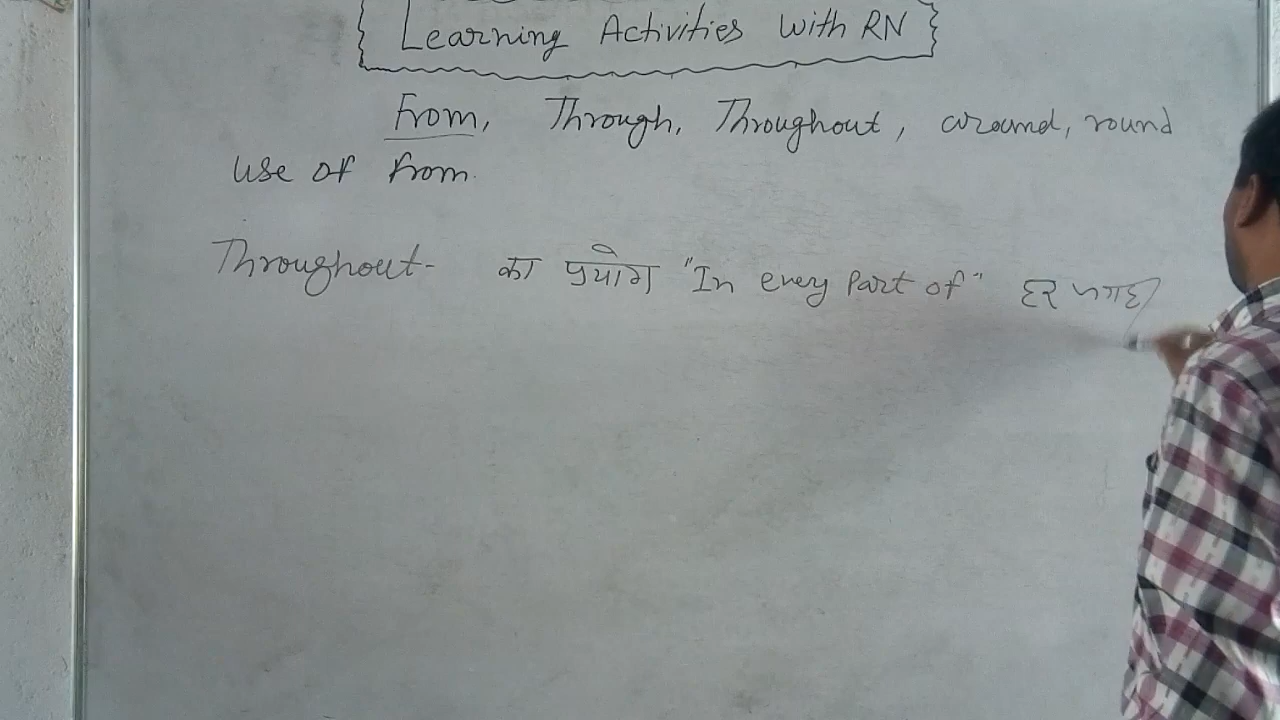 Learning Activities With RN
From, Through, Throughout, around, round
use of from.
Throughout- का प्रयोग "In every Part of" हर जगह